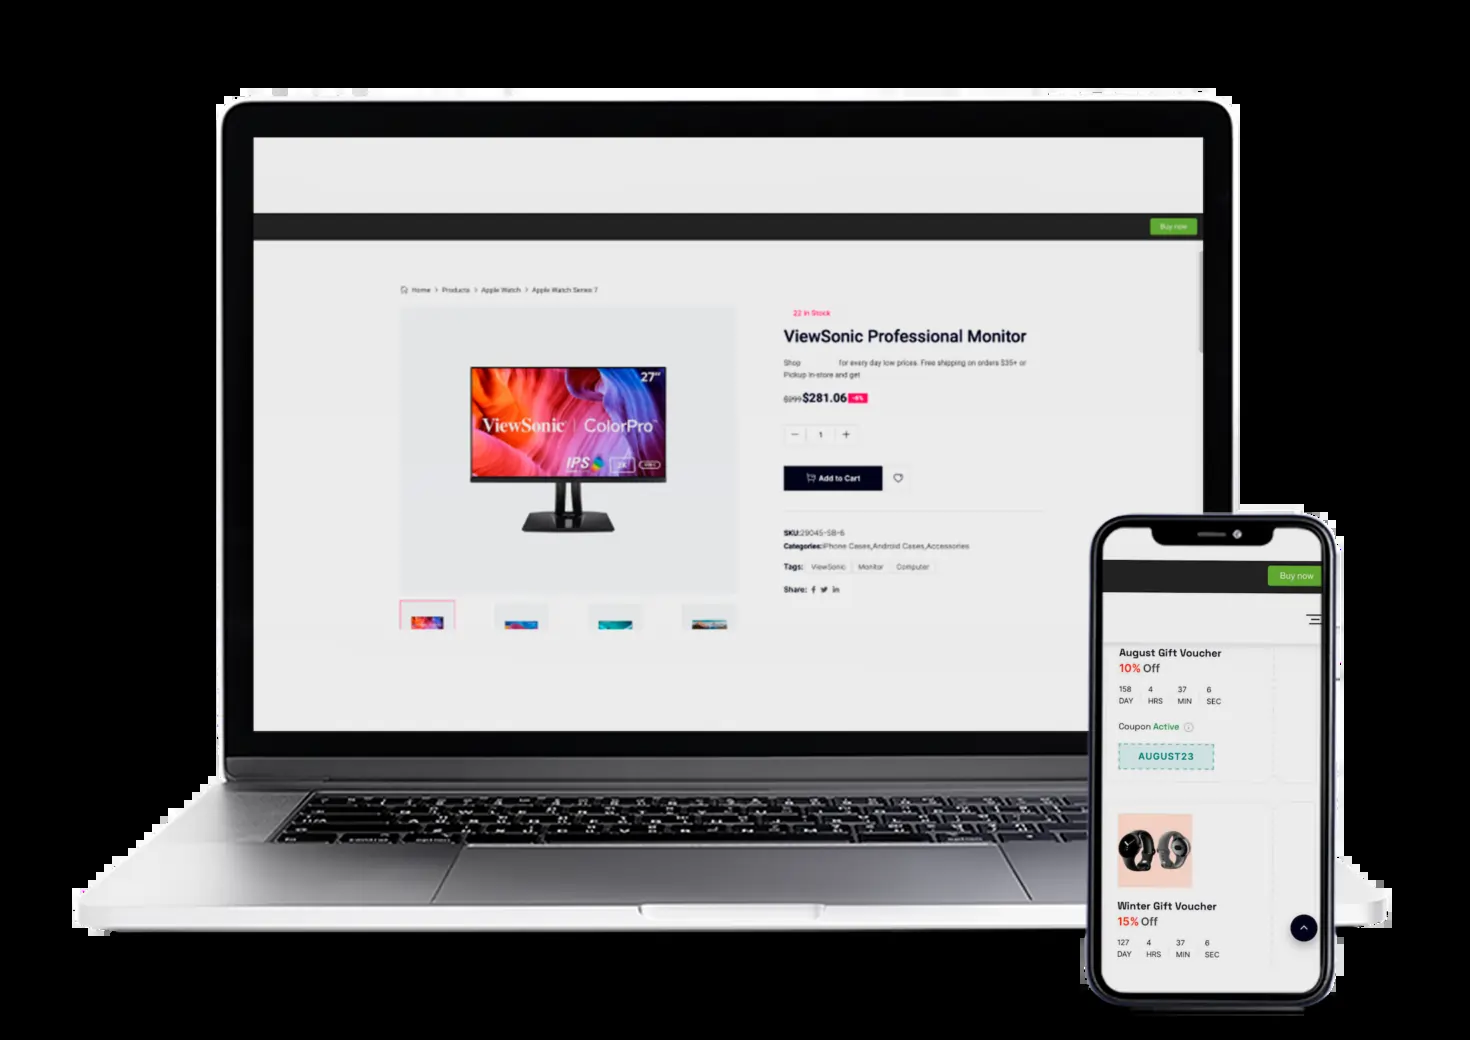 Buy now
Home > Products > Apple Watch > Apple Watch Series 7
22 in Stock
ViewSonic Professional Monitor
Shop for every day low prices. Free shipping on orders $35+ or
Pickup in-store and get
$299 $281.06 -6%
− 1 +
Add to Cart
SKU:29045-SB-6
Categories:iPhone Cases,Android Cases,Accessories
Tags: ViewSonic Monitor Computer
Share:
27"
ViewSonic ColorPro™
IPS 2K
Buy now
August Gift Voucher
10% Off
158 4 37 6
DAY HRS MIN SEC
Coupon Active
AUGUST23
Winter Gift Voucher
15% Off
127 4 37 6
DAY HRS MIN SEC